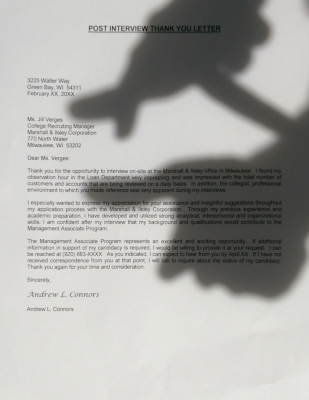 POST INTERVIEW THANK YOU LETTER
3225 Walter Way
Green Bay, WI 54311
February XX, 20XX
Ms. Jill Verges
College Recruiting Manager
Marshall & Ilsley Corporation
770 North Water
Milwaukee, WI 53202
Dear Ms. Verges:
Thank you for the opportunity to interview on-site at the Marshall & Ilsley office in Milwaukee. I found my
observation hour in the Loan Department very interesting and was impressed with the total number of
customers and accounts that are being reviewed on a daily basis. In addition, the collegial, professional
environment to which you made reference was very apparent during my interviews.
I especially wanted to express my appreciation for your assistance and insightful suggestions throughout
my application process with the Marshall & Ilsley Corporation. Through my previous experience and
academic preparation, I have developed and utilized strong analytical, interpersonal and organizational
skills. I am confident after my interview that my background and qualifications would contribute to the
Management Associate Program.
The Management Associate Program represents an excellent and exciting opportunity. If additional
information in support of my candidacy is required, I would be willing to provide it at your request. I can
be reached at (920) 883-XXXX. As you indicated, I can expect to hear from you by April XX. If I have not
received correspondence from you at that point, I will call to inquire about the status of my candidacy.
Thank you again for your time and consideration.
Sincerely,
Andrew L. Connors
Andrew L. Connors